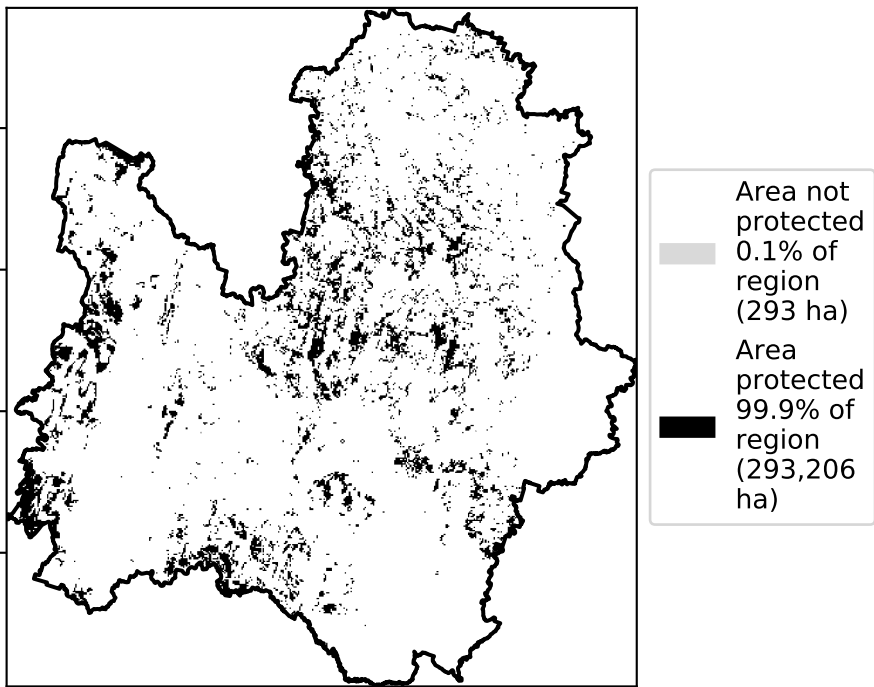 Area not
protected
0.1% of
region
(293 ha)
Area
protected
99.9% of
region
(293,206
ha)